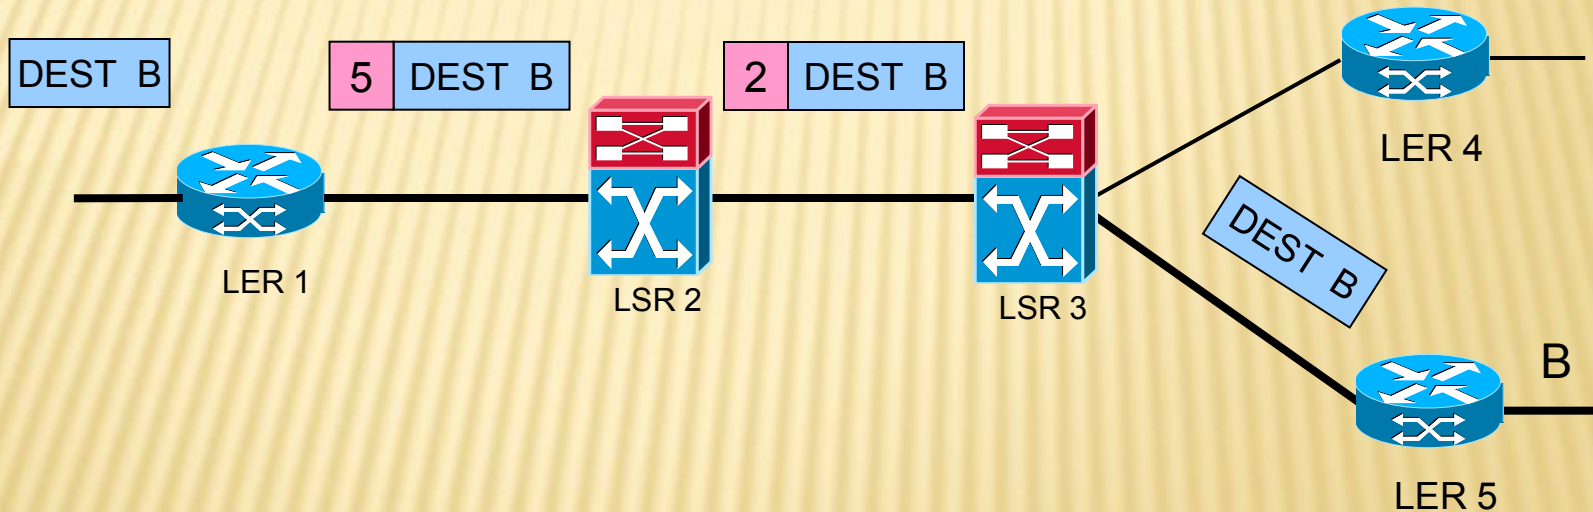 DEST B
5 DEST B
2 DEST B
LER 4
DEST B
LER 1
LSR 2
LSR 3
B
LER 5